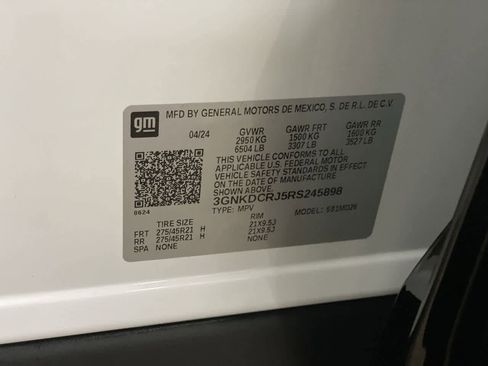 gm
MFD BY GENERAL MOTORS DE MEXICO, S. DE R.L. DE C.V.
04/24 GVWR GAWR FRT GAWR RR
2950 KG 1500 KG 1600 KG
6504 LB 3307 LB 3527 LB
THIS VEHICLE CONFORMS TO ALL
APPLICABLE U.S. FEDERAL MOTOR
VEHICLE SAFETY STANDARDS IN EFFECT
ON THE DATE OF MANUFACTURE
SHOWN ABOVE.
3GNKDCRJ5RS245898
TYPE: MPV MODEL:
0624
TIRE SIZE RIM
FRT 275/45R21 H 21X9.5J
RR 275/45R21 H 21X9.5J
SPA NONE NONE